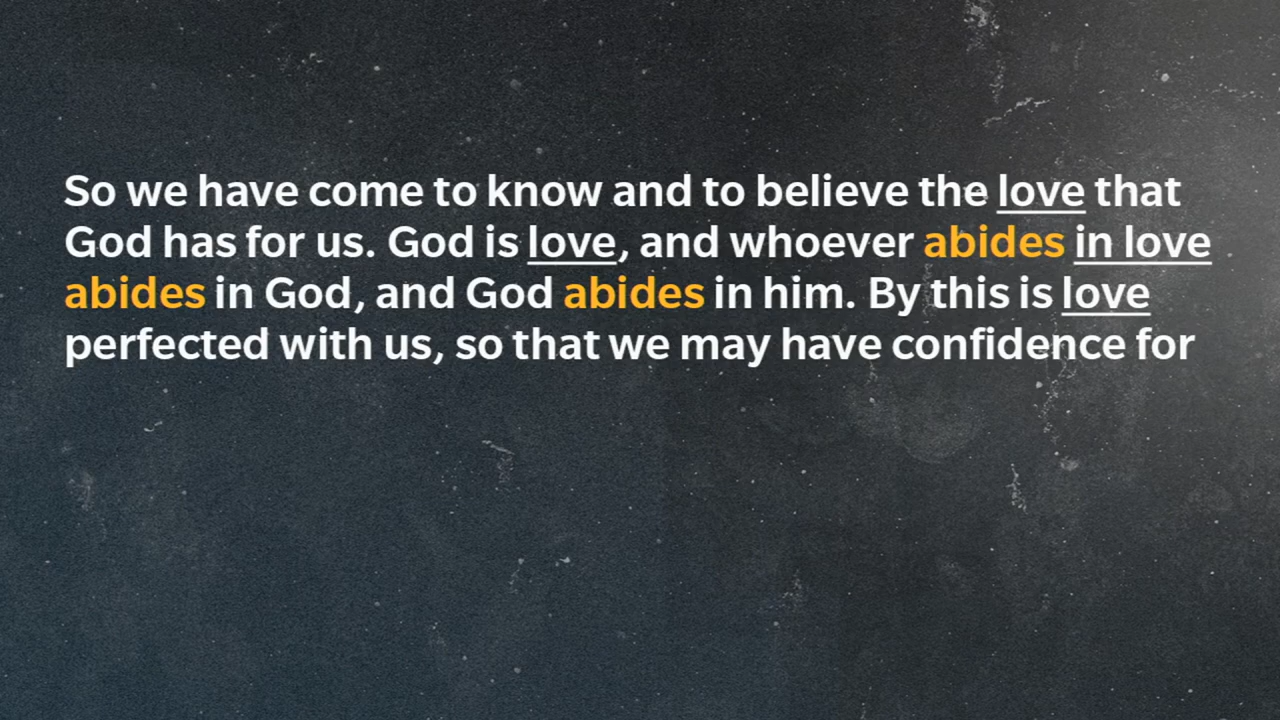 So we have come to know and to believe the love that
God has for us. God is love, and whoever abides in love
abides in God, and God abides in him. By this is love
perfected with us, so that we may have confidence for